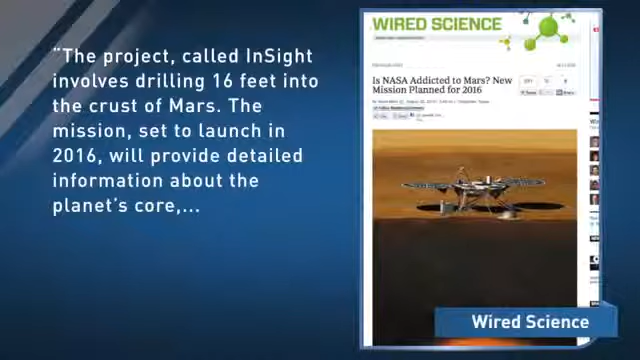 “The project, called InSight
involves drilling 16 feet into
the crust of Mars. The
mission, set to launch in
2016, will provide detailed
information about the
planet's core,...
WIRED SCIENCE
Is NASA Addicted to Mars? New
Mission Planned for 2016
Wired Science